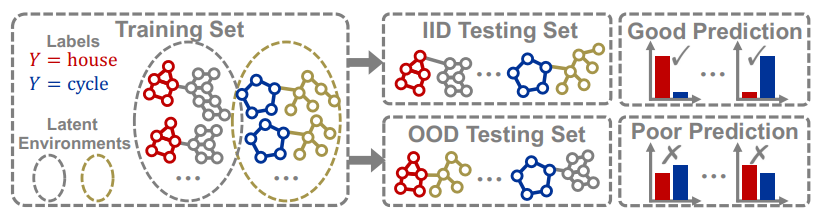 Training Set
Labels
Y = house
Y = cycle
Latent
Environments
...
...
IID Testing Set
...
OOD Testing Set
...
Good Prediction
✓ ... ✓
Poor Prediction
✗ ... ✗